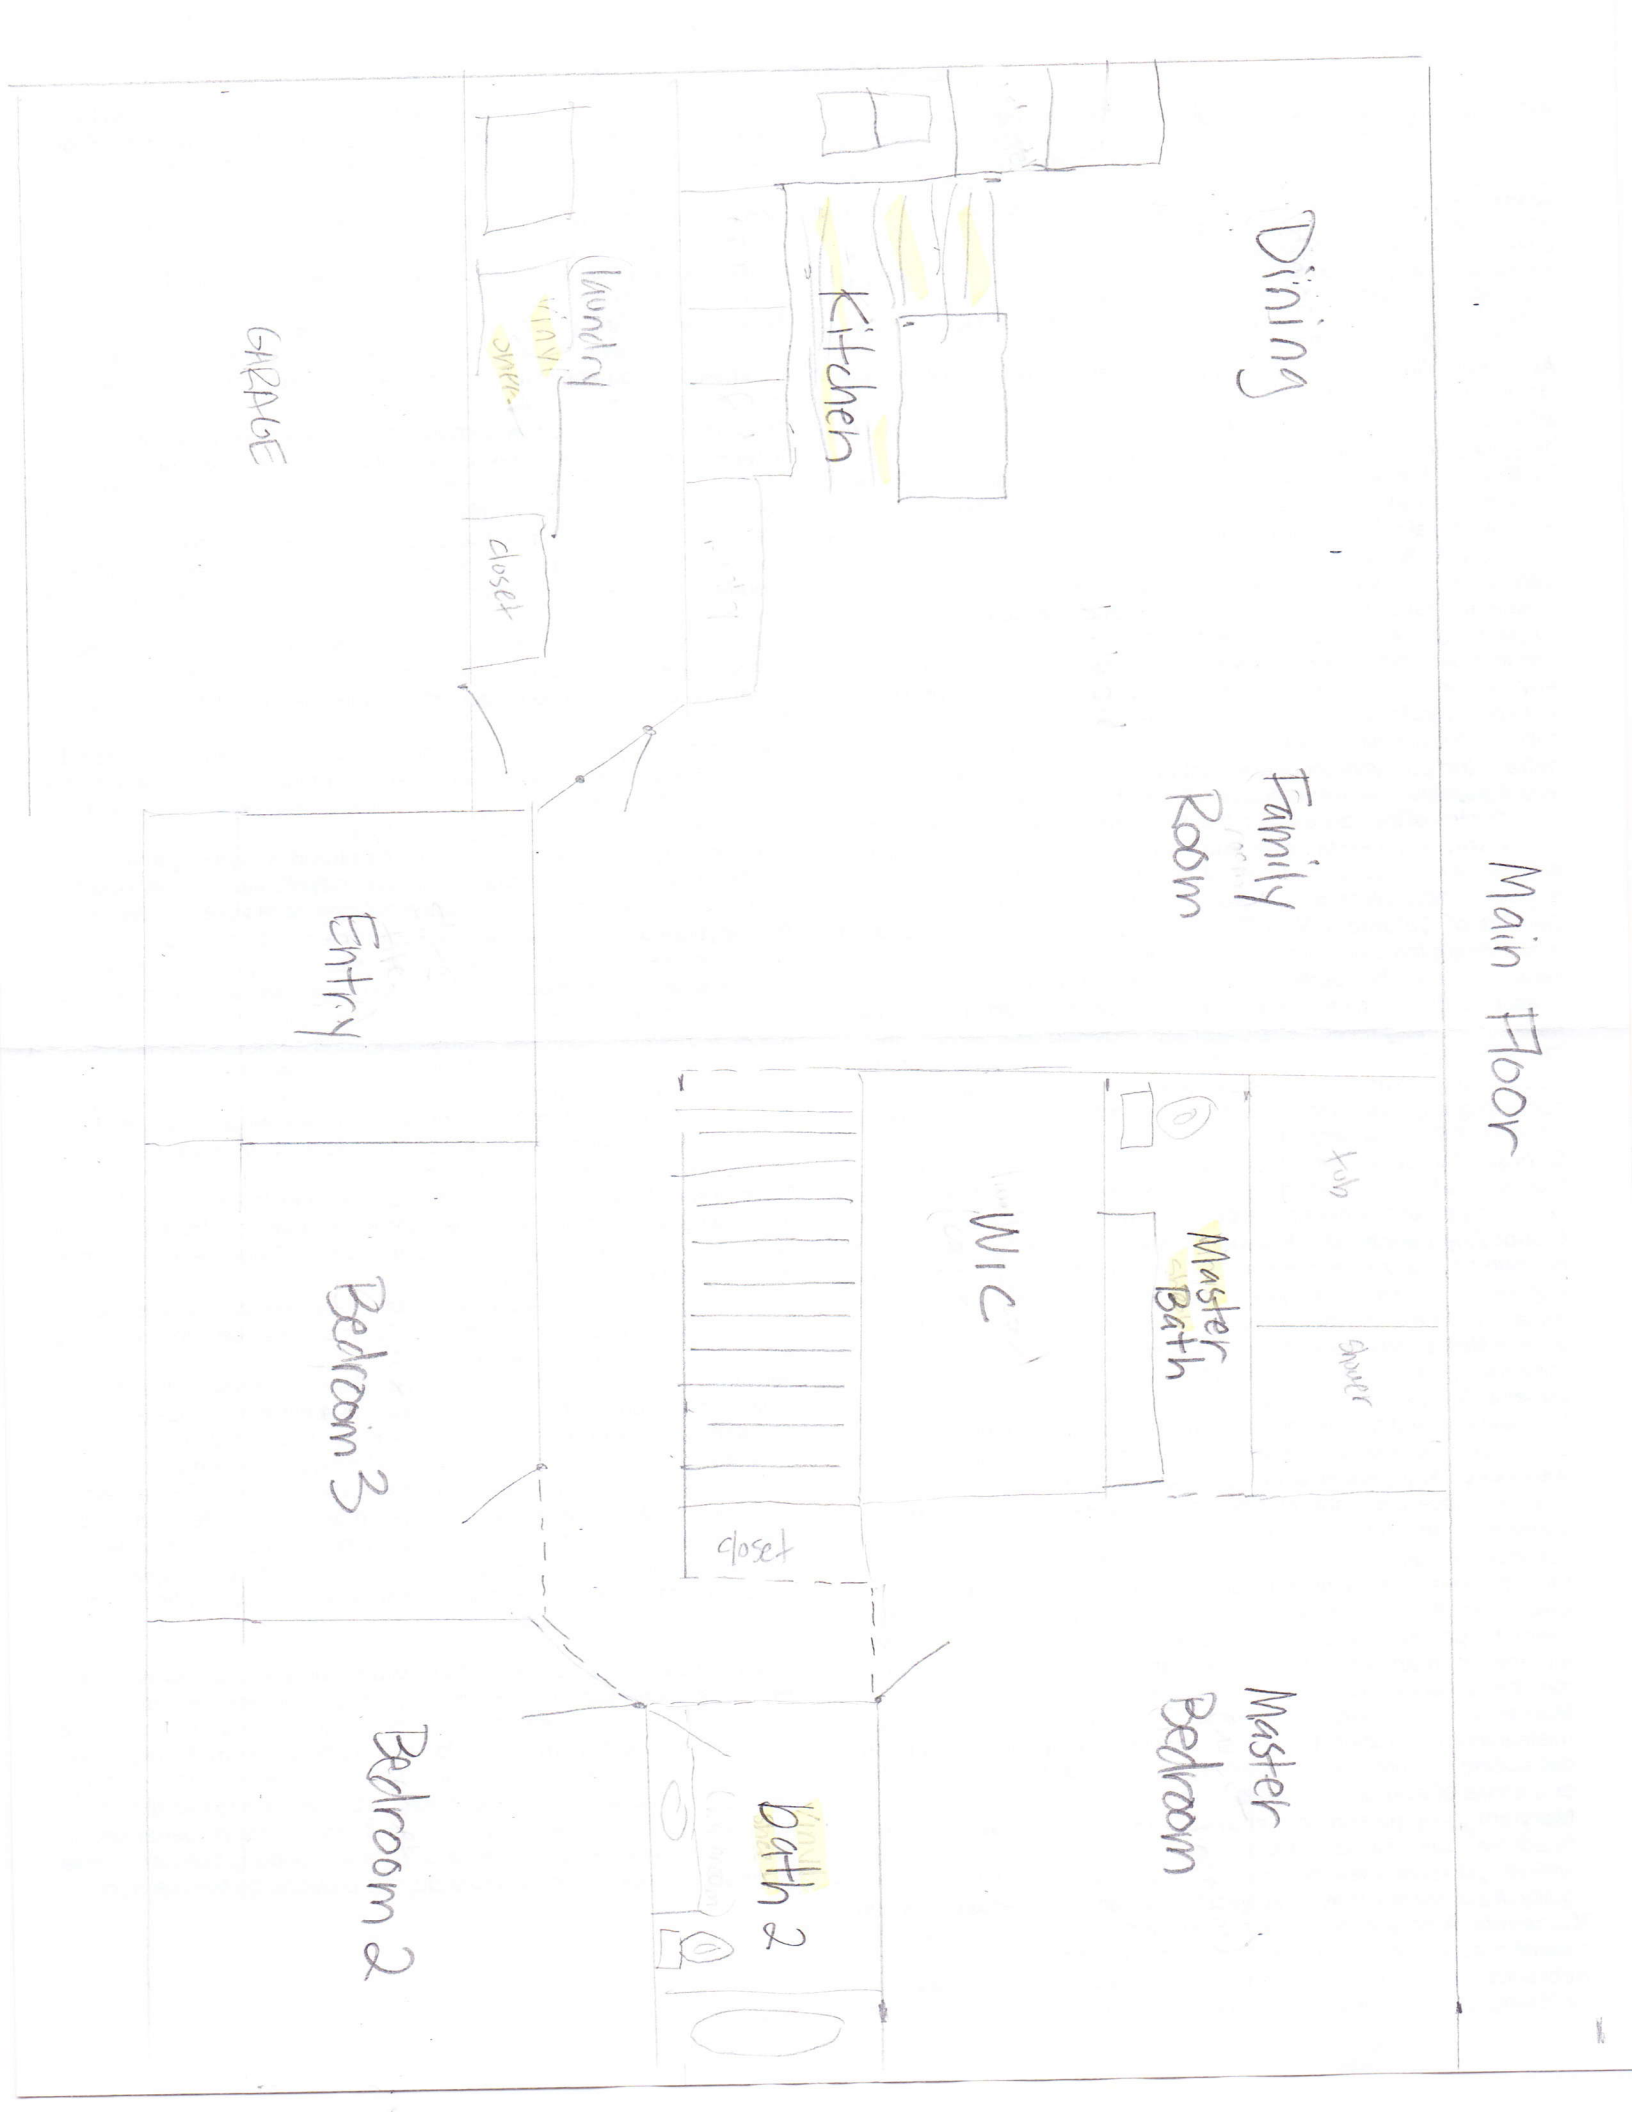 Main Floor
Dining
Family
Room
Kitchen
laundry
closet
GARAGE
Entry
tub
shower
Master
Bath
WIC
closet
Master
Bedroom
Bedroom 3
bath 2
Bedroom 2